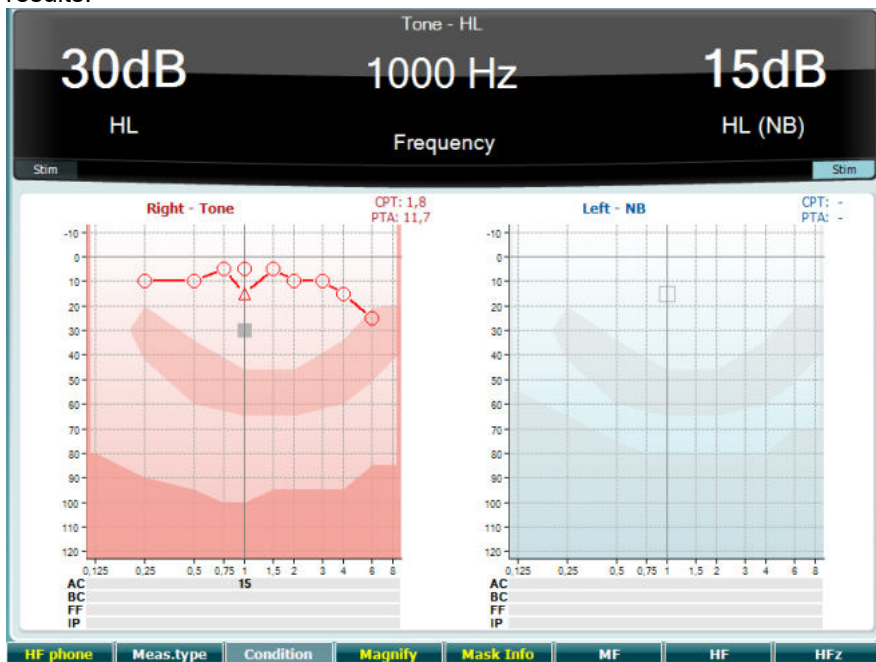 results.
Tone - HL
30dB 1000 Hz 15dB
HL Frequency HL (NB)
Stim Stim
Right - Tone CPT: 1,8
PTA: 11,7
-10
0
10
20
30
40
50
60
70
80
90
100
110
120
0,125 0,25 0,5 0,75 1 1,5 2 3 4 6 8
AC 15
BC
FF
IP
Left - NB CPT: -
PTA: -
-10
0
10
20
30
40
50
60
70
80
90
100
110
120
0,125 0,25 0,5 0,75 1 1,5 2 3 4 6 8
AC
BC
FF
IP
HF phone Meas.type Condition Magnify Mask Info MF HF HFz